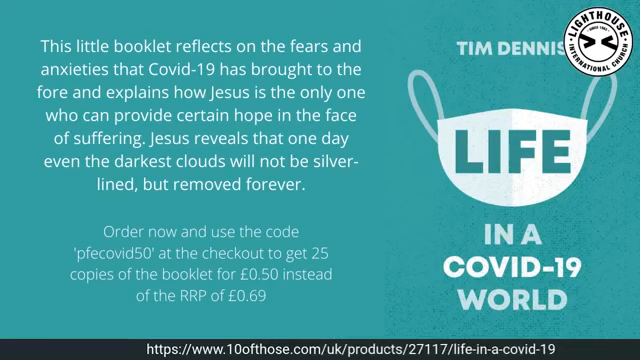 This little booklet reflects on the fears and
anxieties that Covid-19 has brought to the
fore and explains how Jesus is the only one
who can provide certain hope in the face
of suffering. Jesus reveals that one day
even the darkest clouds will not be silver-
lined, but removed forever.
Order now and use the code
'pfecovid50' at the checkout to get 25
copies of the booklet for £0.50 instead
of the RRP of £0.69
LIGHTHOUSE
INTERNATIONAL CHURCH
TIM DENNIS
LIFE
IN A
COVID-19
WORLD
https://www.10ofthose.com/uk/products/27117/life-in-a-covid-19